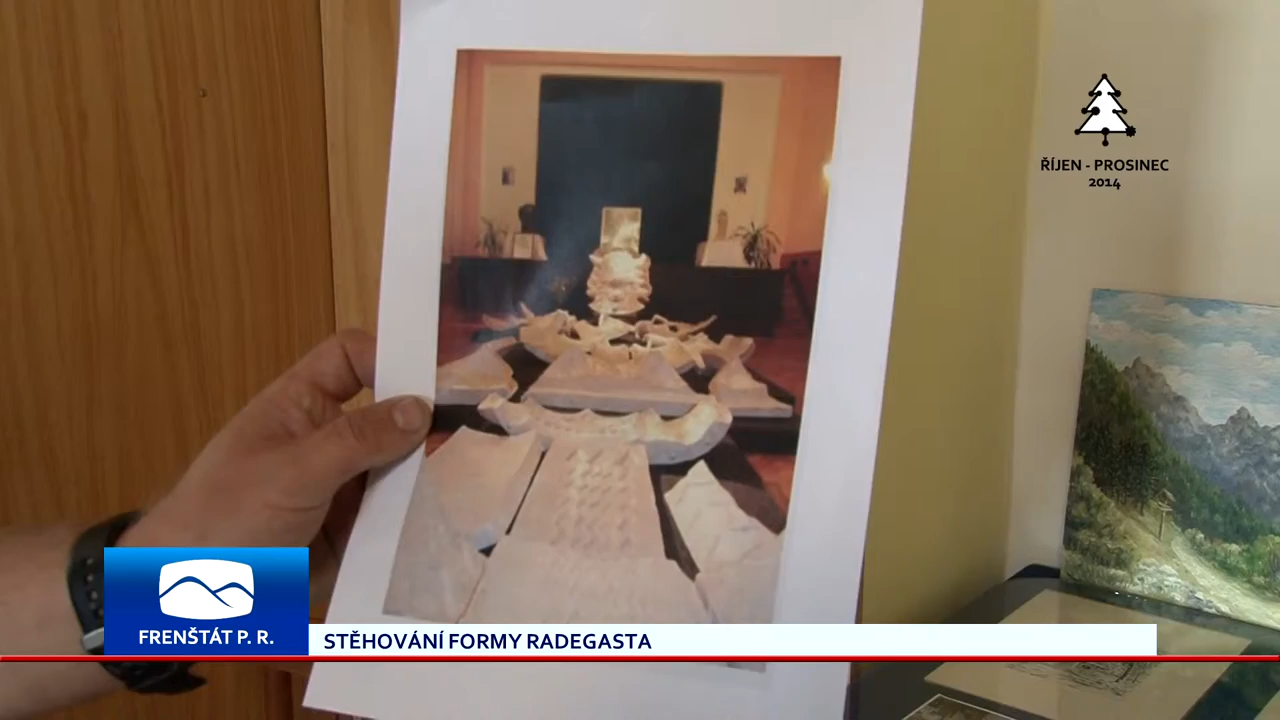 ŘÍJEN - PROSINEC
2014
FRENŠTÁT P. R.
STĚHOVÁNÍ FORMY RADEGASTA